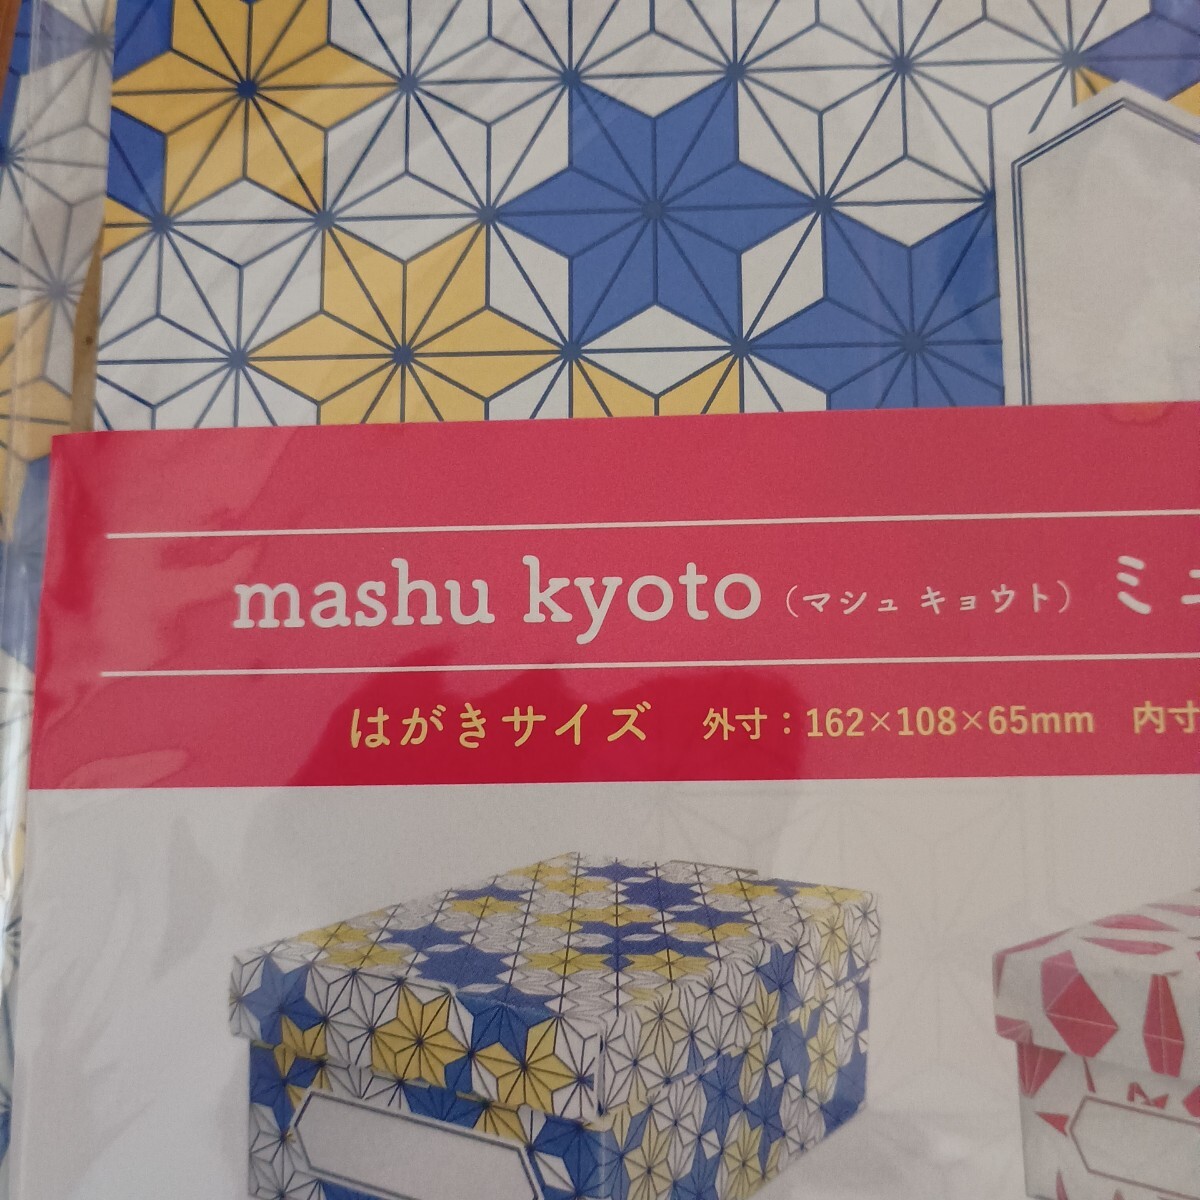 mashu kyoto（マシュ キョウト） ミュ
はがきサイズ　外寸：162×108×65mm　内寸